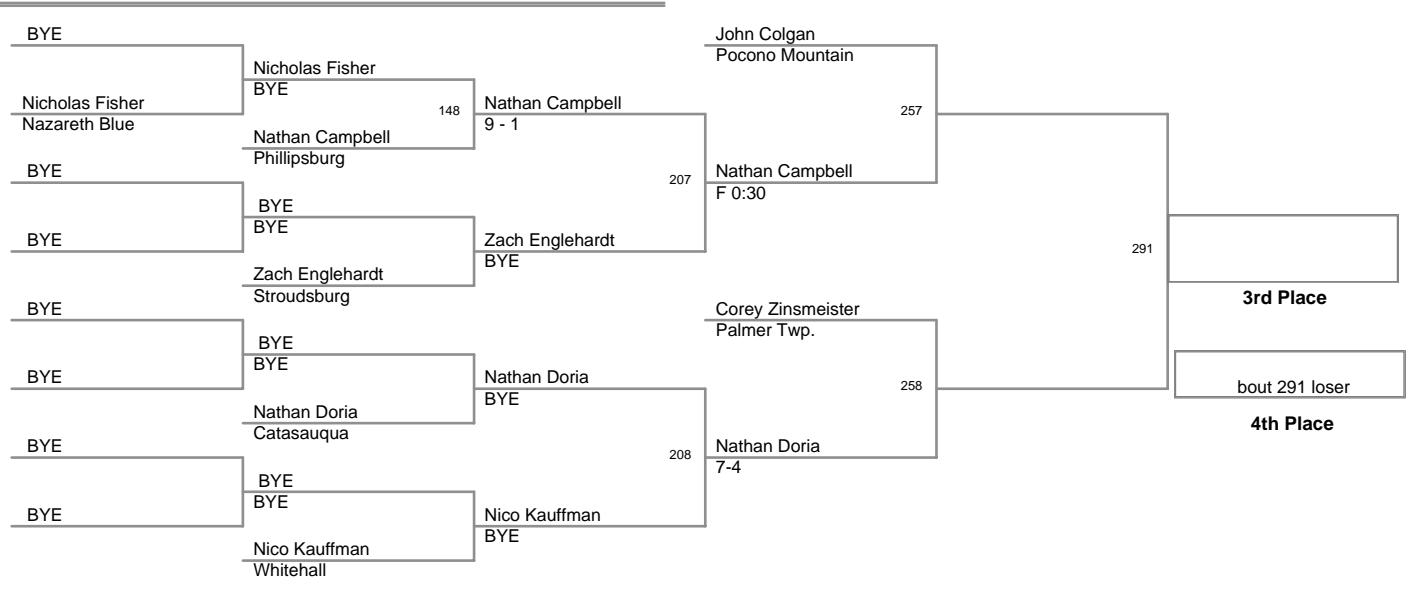 BYE
Nicholas Fisher
Nazareth Blue
BYE
BYE
BYE
BYE
BYE
BYE
Nicholas Fisher
BYE
148
Nathan Campbell
Phillipsburg
BYE
BYE
Zach Englehardt
Stroudsburg
BYE
BYE
Nathan Doria
Catasauqua
BYE
BYE
Nico Kauffman
Whitehall
Nathan Campbell
9 - 1
207
Zach Englehardt
BYE
Nathan Doria
BYE
208
Nico Kauffman
BYE
John Colgan
Pocono Mountain
257
Nathan Campbell
F 0:30
Corey Zinsmeister
Palmer Twp.
258
Nathan Doria
7-4
291
3rd Place
bout 291 loser
4th Place